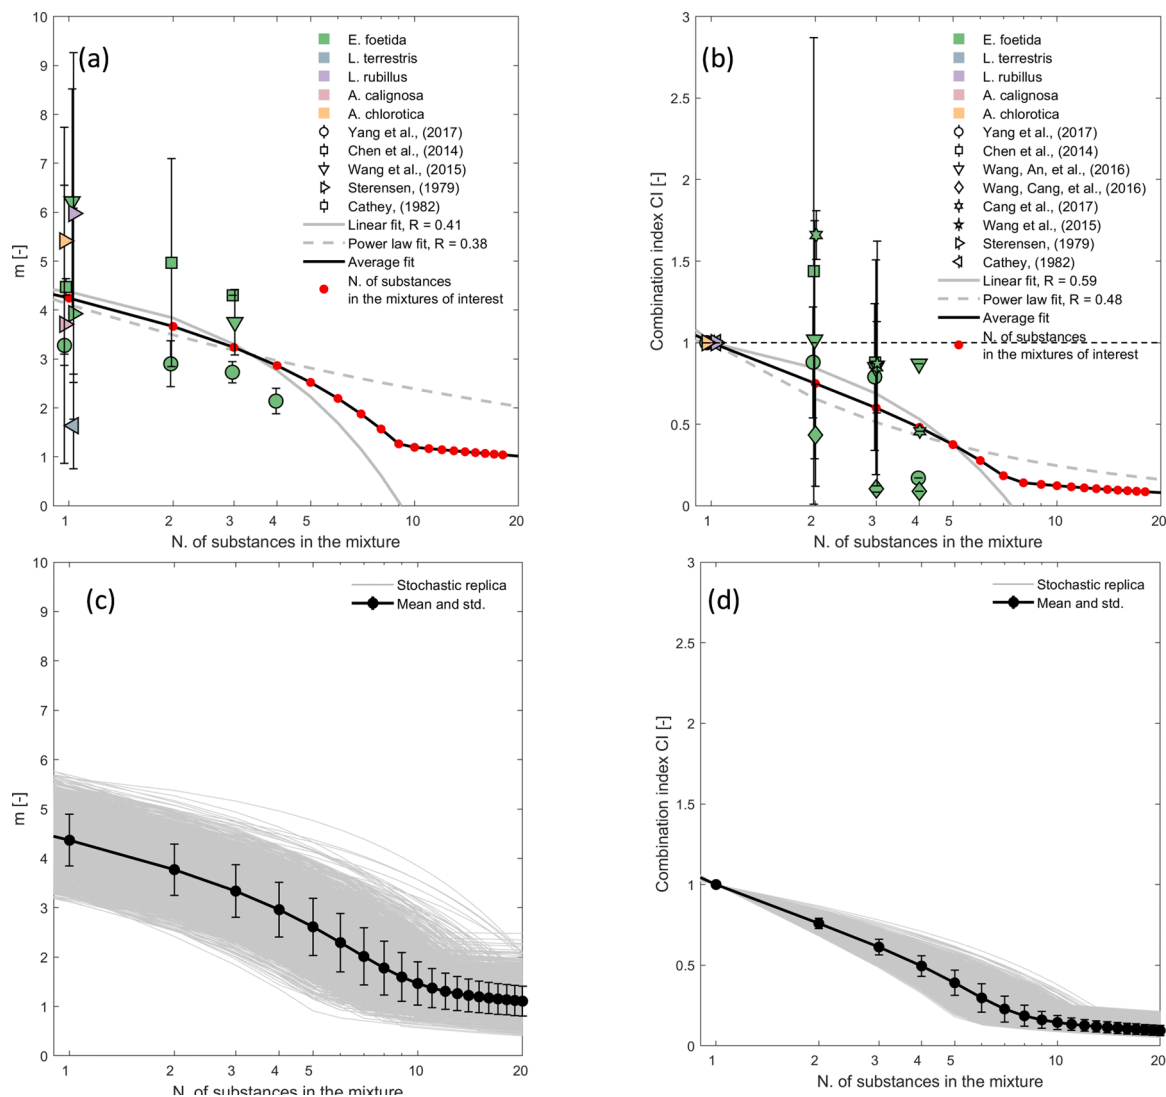 (a)
10
9
8
7
6
5
4
3
2
1
0
m [-]
E. foetida
L. terrestris
L. rubillus
A. calignosa
A. chlorotica
Yang et al., (2017)
Chen et al., (2014)
Wang et al., (2015)
Sterensen, (1979)
Cathey, (1982)
Linear fit, R = 0.41
Power law fit, R = 0.38
Average fit
N. of substances
in the mixtures of interest
1
2
3
4
5
10
20
N. of substances in the mixture
(b)
3
2.5
2
1.5
1
0.5
0
Combination index CI [-]
E. foetida
L. terrestris
L. rubillus
A. calignosa
A. chlorotica
Yang et al., (2017)
Chen et al., (2014)
Wang, An, et al., (2016)
Wang, Cang, et al., (2016)
Cang et al., (2017)
Wang et al., (2015)
Sterensen, (1979)
Cathey, (1982)
Linear fit, R = 0.59
Power law fit, R = 0.48
Average fit
N. of substances
in the mixtures of interest
1
2
3
4
5
10
20
N. of substances in the mixture
(c)
10
9
8
7
6
5
4
3
2
1
0
m [-]
Stochastic replica
Mean and std.
1
2
3
4
5
10
20
N. of substances in the mixture
(d)
3
2.5
2
1.5
1
0.5
0
Combination index CI [-]
Stochastic replica
Mean and std.
1
2
3
4
5
10
20
N. of substances in the mixture